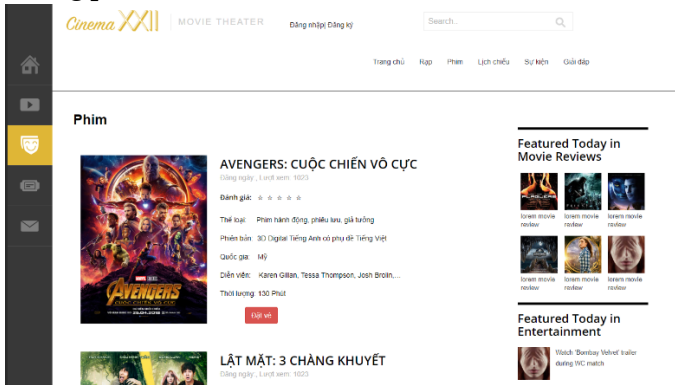 Cinema XXII
MOVIE THEATER
Đăng nhập| Đăng ký
Search..
Trang chủ Rạp Phim Lịch chiếu Sự kiện Giải đáp
Phim
AVENGERS: CUỘC CHIẾN VÔ CỰC
Đăng ngày:, Lượt xem: 1023
Đánh giá:
Thể loại: Phim hành động, phiêu lưu, giả tưởng
Phiên bản: 3D Digital Tiếng Anh có phụ đề Tiếng Việt
Quốc gia: Mỹ
Diễn viên: Karen Gillan, Tessa Thompson, Josh Brolin,...
Thời lượng: 130 Phút
Đặt vé
MARVEL STUDIOS
AVENGERS
CUỘC CHIẾN VÔ CỰC
LẬT MẶT: 3 CHÀNG KHUYẾT
Đăng ngày:, Lượt xem: 1023
Featured Today in
Movie Reviews
lorem movie
review
lorem movie
review
lorem movie
review
lorem movie
review
lorem movie
review
lorem movie
review
Featured Today in
Entertainment
Watch 'Bombay Velvet' trailer
during WC match